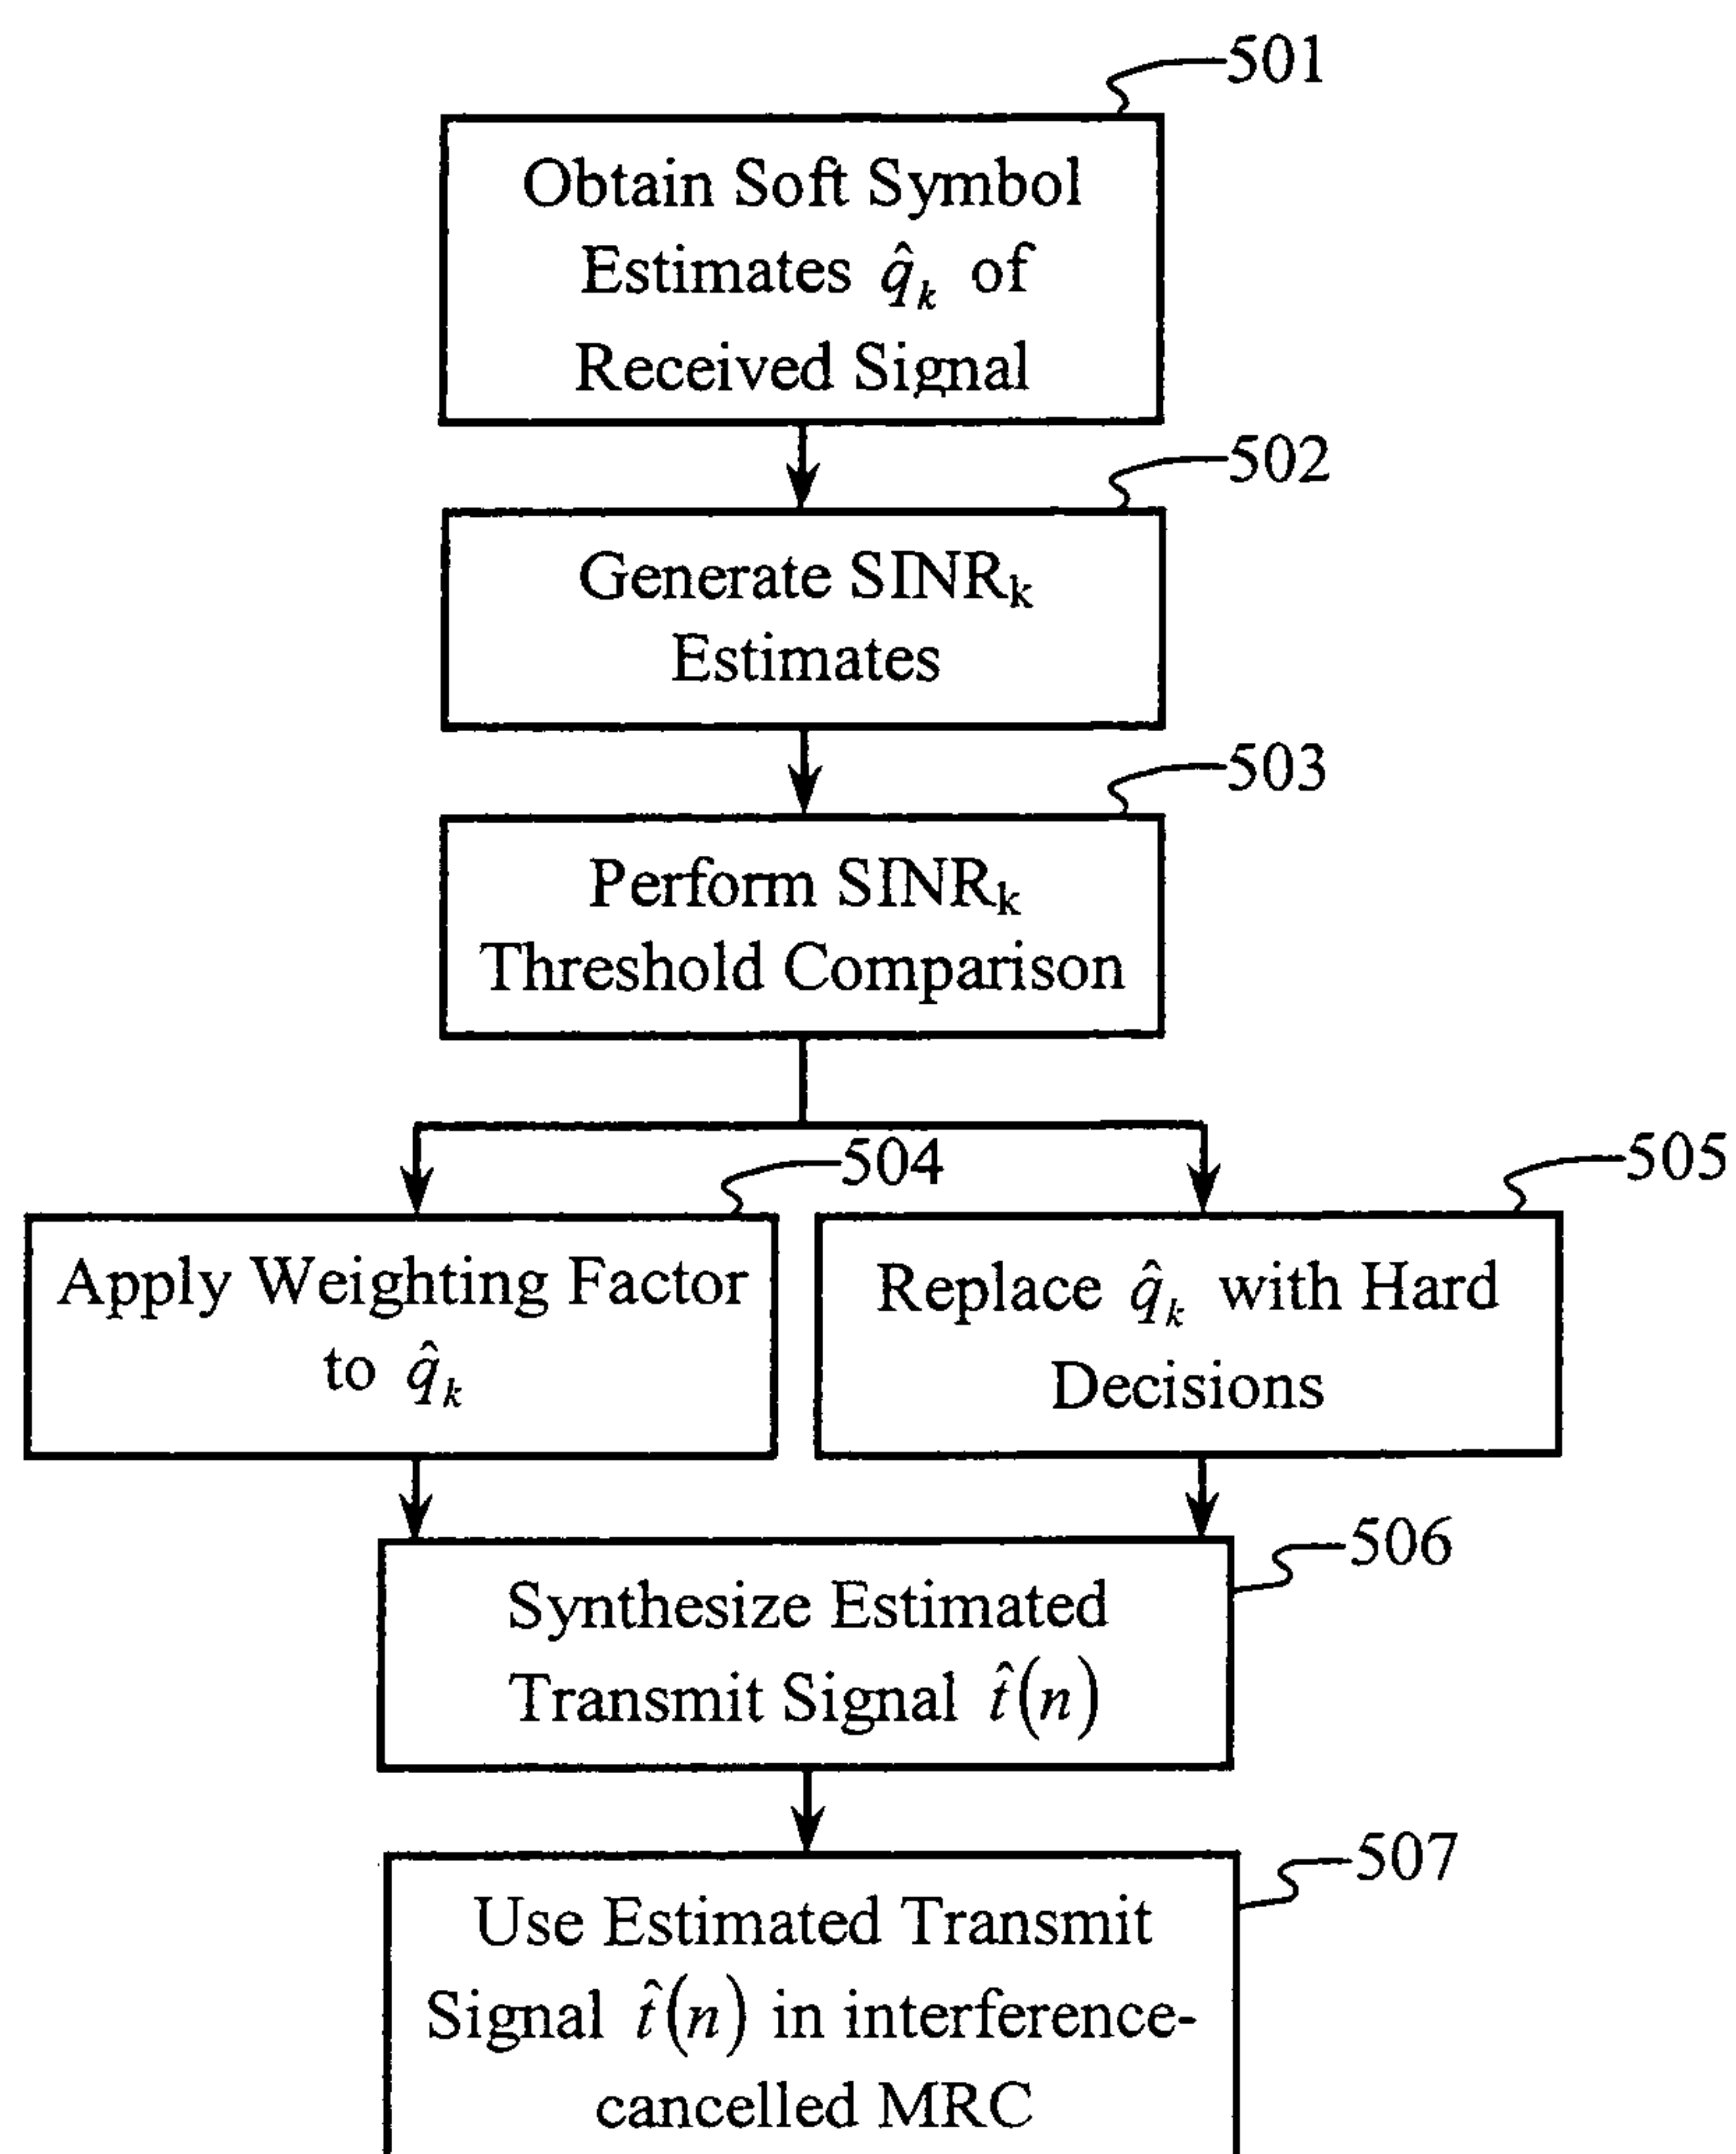 501
Obtain Soft Symbol
Estimates q̂ₖ of
Received Signal
502
Generate SINRₖ
Estimates
503
Perform SINRₖ
Threshold Comparison
504
505
Apply Weighting Factor
to q̂ₖ
Replace q̂ₖ with Hard
Decisions
506
Synthesize Estimated
Transmit Signal t̂(n)
507
Use Estimated Transmit
Signal t̂(n) in interference-
cancelled MRC